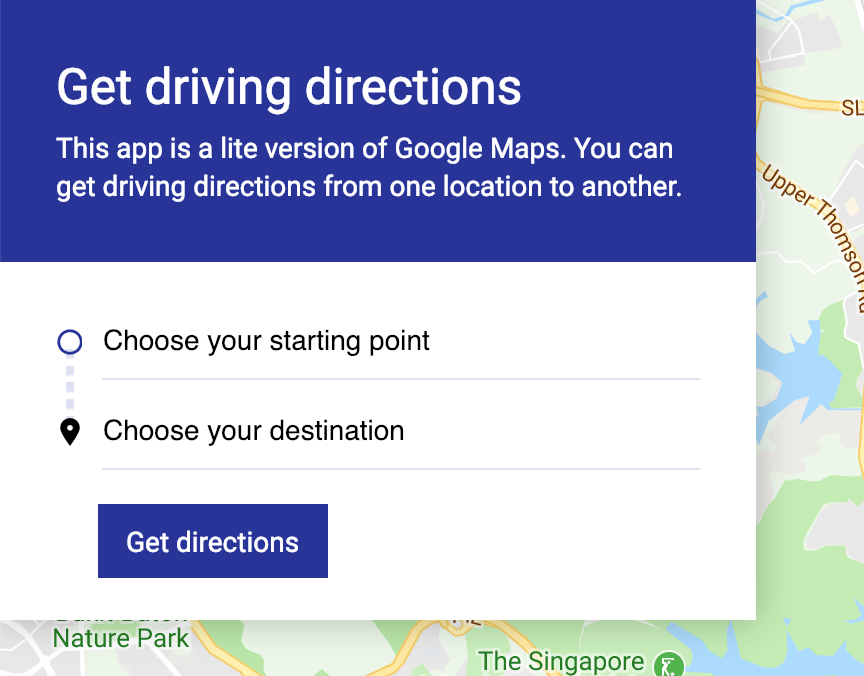 Get driving directions
This app is a lite version of Google Maps. You can
get driving directions from one location to another.
SL
Upper Thomson
Choose your starting point
Choose your destination
Get directions
Nature Park
The Singapore